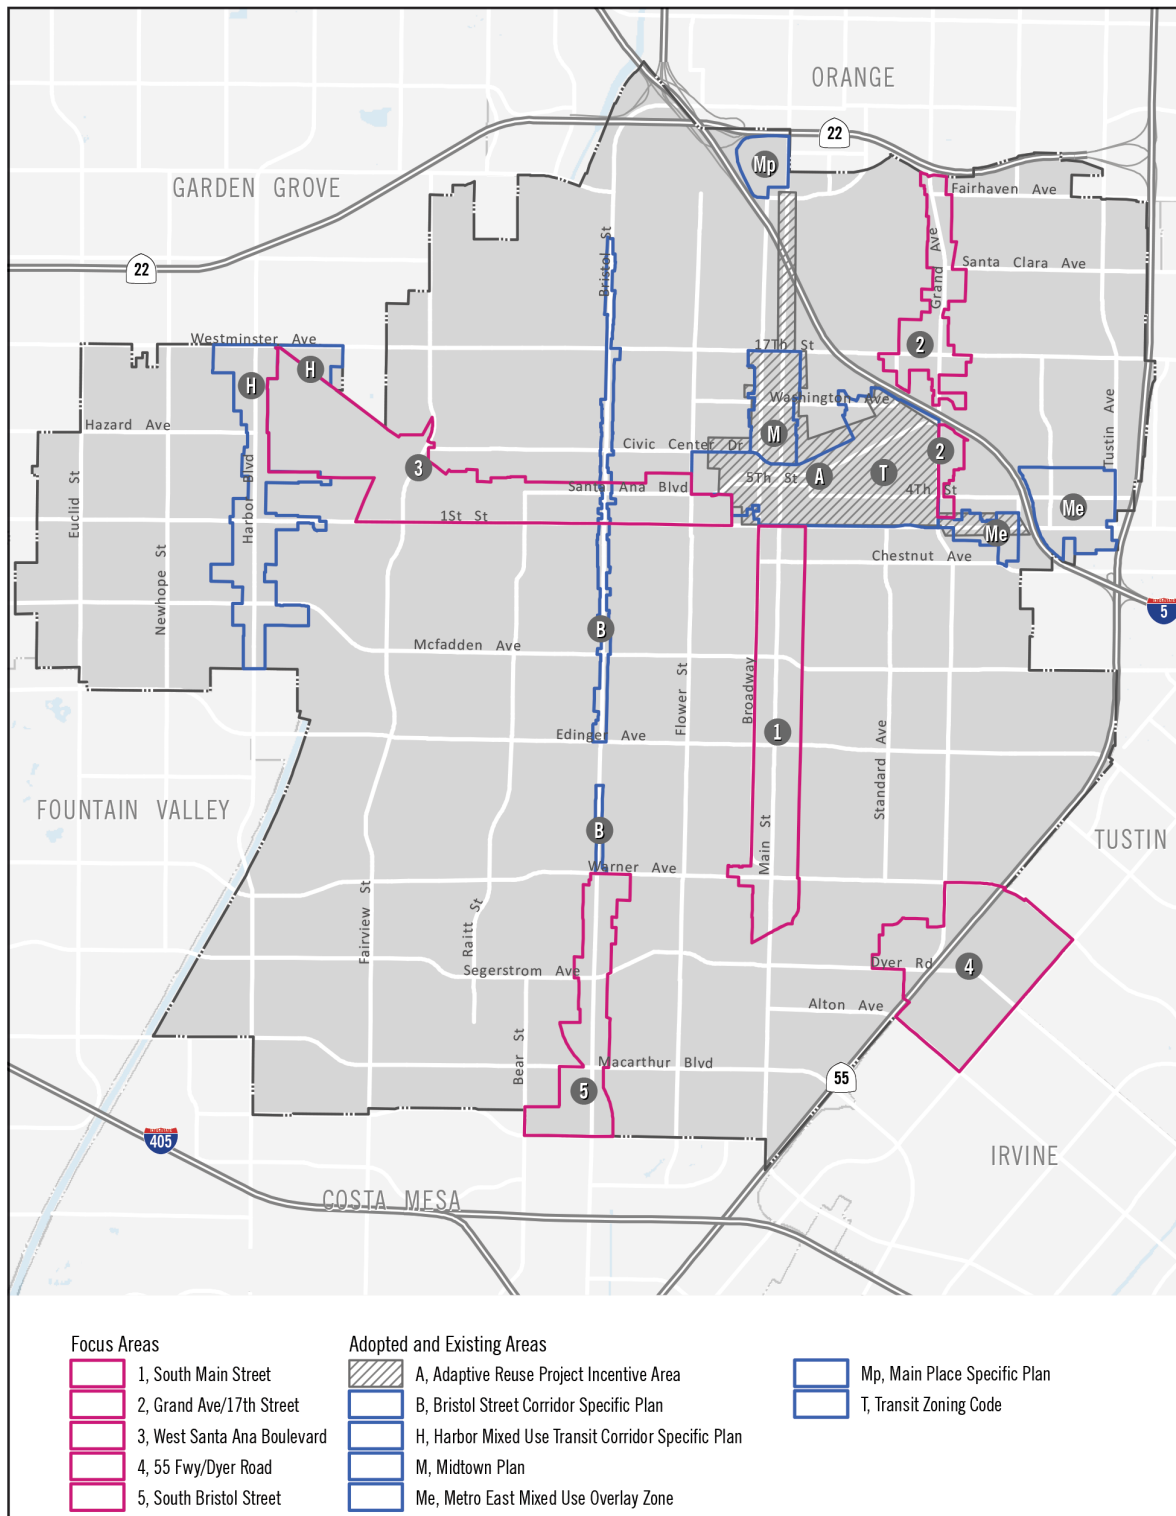 ORANGE
22
Mp
GARDEN GROVE
Fairhaven Ave
Bristol St
Grand Ave
Santa Clara Ave
22
Westminster Ave
17Th St
2
H
H
Washington Ave
Tustin Ave
Hazard Ave
M
Civic Center Dr
2
3
Euclid St
Harbor Blvd
5Th St
A
T
4Th St
Santa Ana Blvd
Me
1St St
Me
Chestnut Ave
Newhope St
5
B
Mcfadden Ave
Flower St
Broadway
1
Edinger Ave
Standard Ave
FOUNTAIN VALLEY
B
Main St
TUSTIN
Warner Ave
Fairview St
Raitt St
Segerstrom Ave
Dyer Rd
4
Alton Ave
Bear St
Macarthur Blvd
55
5
405
IRVINE
COSTA MESA
Focus Areas
1, South Main Street
2, Grand Ave/17th Street
3, West Santa Ana Boulevard
4, 55 Fwy/Dyer Road
5, South Bristol Street
Adopted and Existing Areas
A, Adaptive Reuse Project Incentive Area
B, Bristol Street Corridor Specific Plan
H, Harbor Mixed Use Transit Corridor Specific Plan
M, Midtown Plan
Me, Metro East Mixed Use Overlay Zone
Mp, Main Place Specific Plan
T, Transit Zoning Code